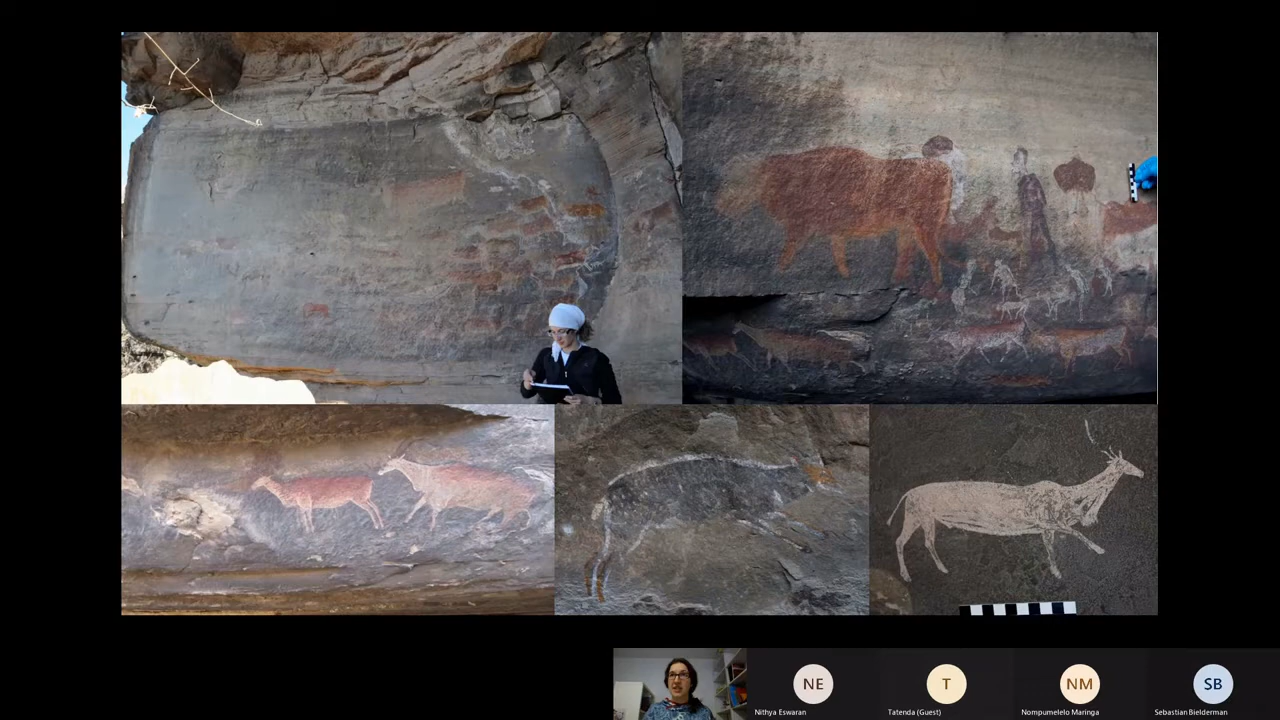 NE
T
NM
SB
Nithya Eswaran
Tatenda (Guest)
Nompumelelo Maringa
Sebastian Bielderman